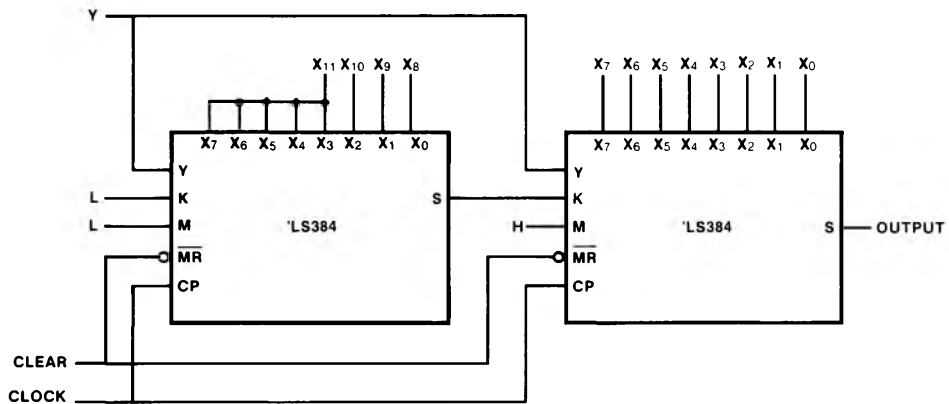 Y
X11 X10 X9 X8
X7 X6 X5 X4 X3 X2 X1 X0
X7 X6 X5 X4 X3 X2 X1 X0
X7 X6 X5 X4 X3 X2 X1 X0
Y
Y
L K
S
K
L M
'LS384
H M
'LS384
S OUTPUT
MR
MR
CP
CP
CLEAR
CLOCK